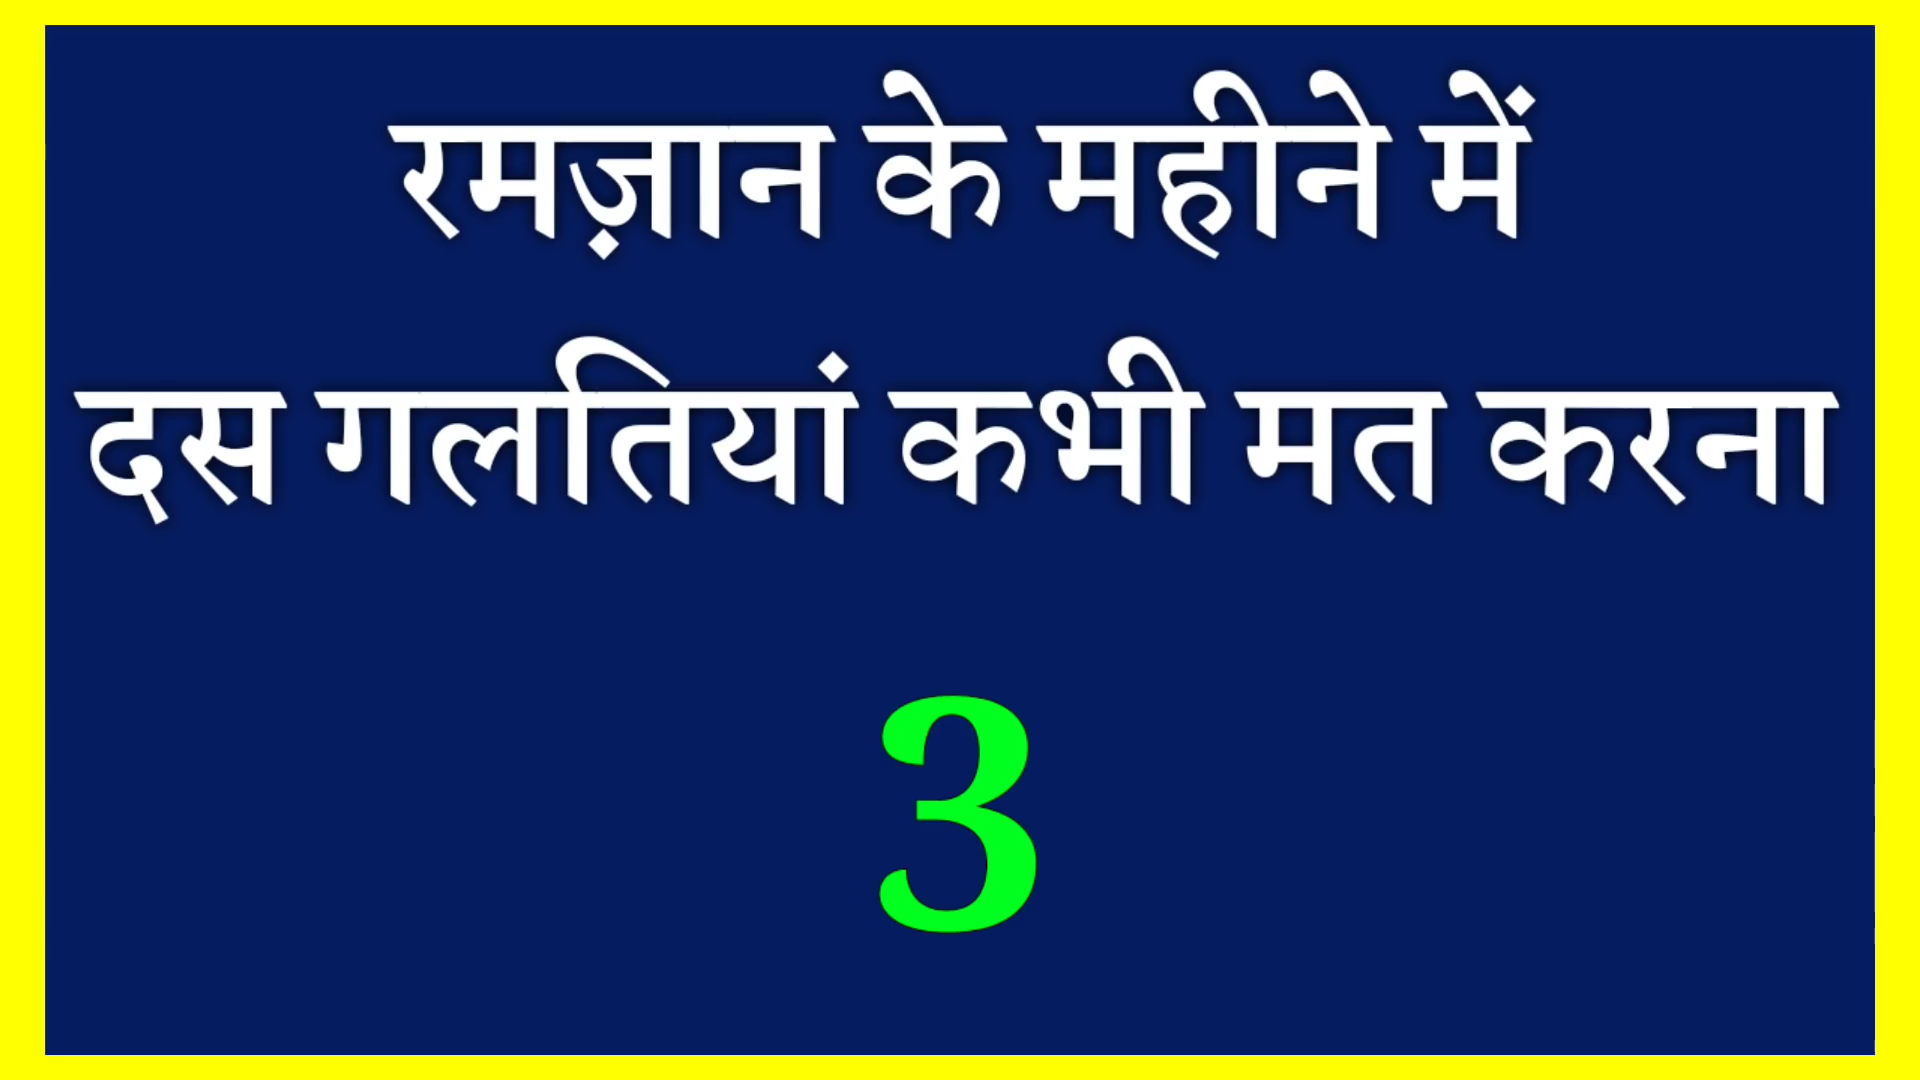 रमज़ान के महीने में
दस गलतियां कभी मत करना
3